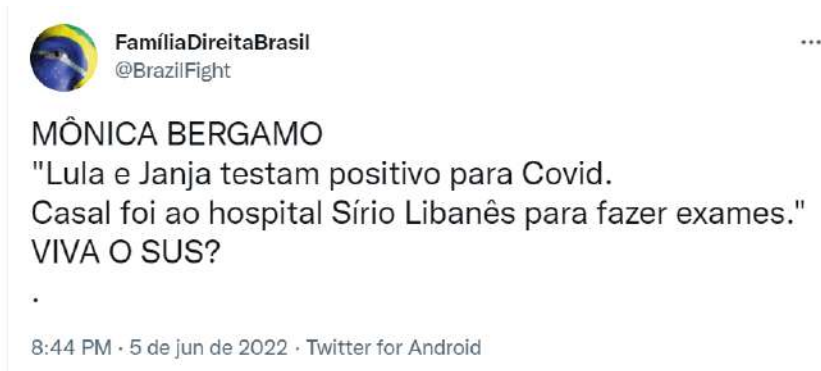 FamíliaDireitaBrasil
@BrazilFight
MÔNICA BERGAMO
"Lula e Janja testam positivo para Covid.
Casal foi ao hospital Sírio Libanês para fazer exames."
VIVA O SUS?
.
8:44 PM · 5 de jun de 2022 · Twitter for Android